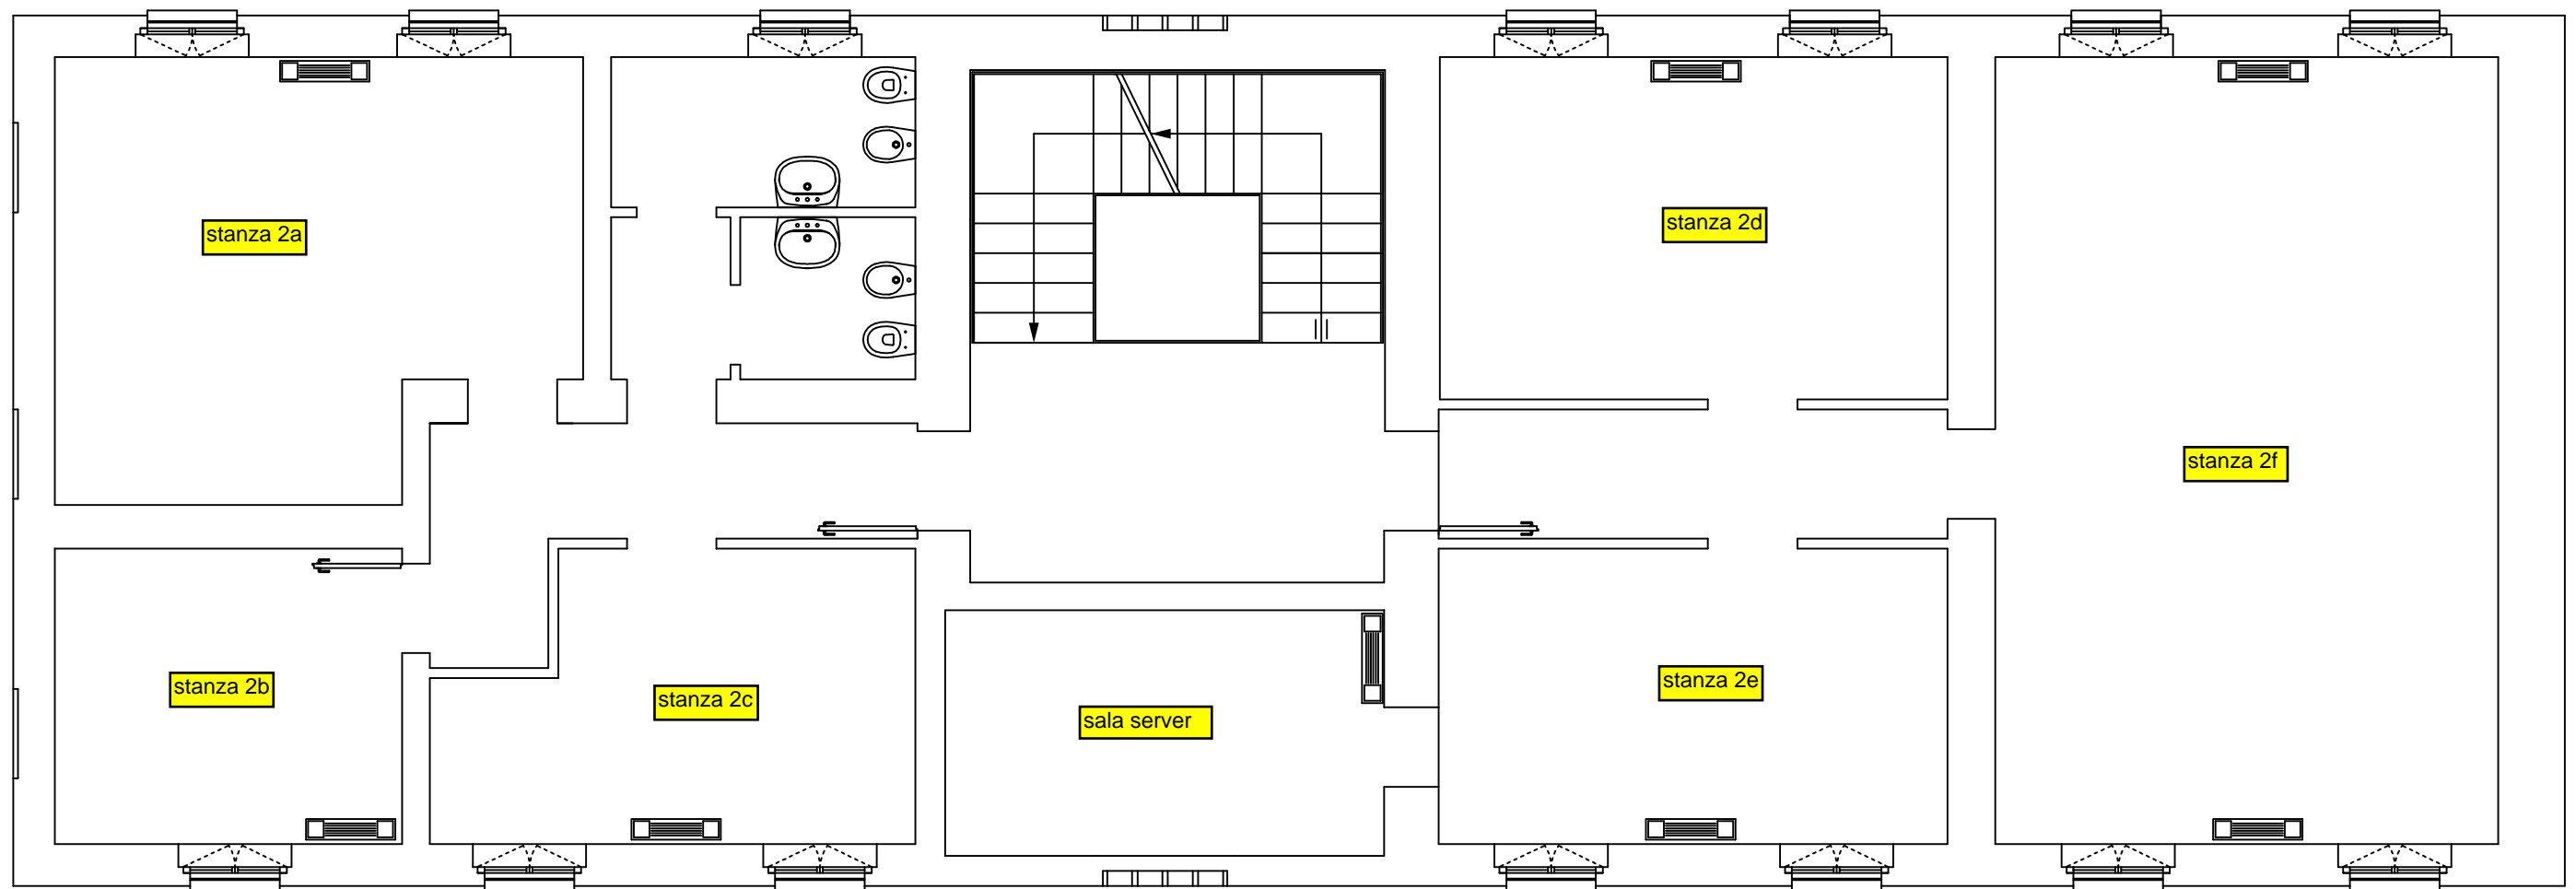 stanza 2a
stanza 2d
stanza 2f
stanza 2b
stanza 2c
stanza 2e
sala server